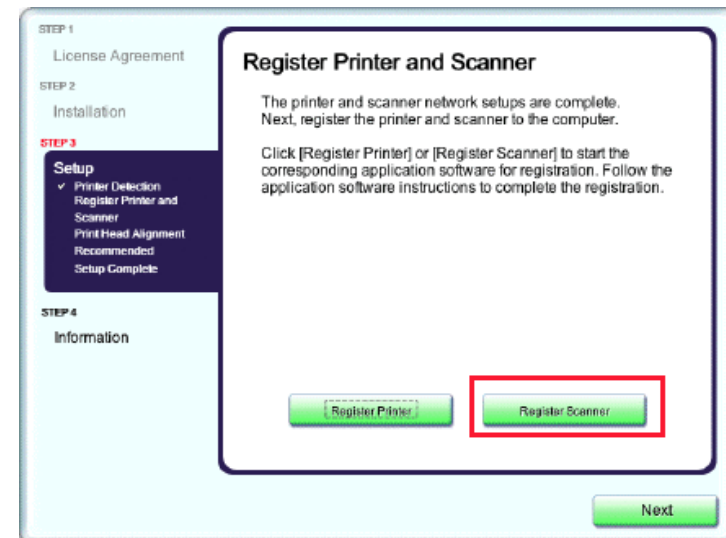 STEP 1
License Agreement
STEP 2
Installation
STEP 3
Setup
✓ Printer Detection
Register Printer and
Scanner
Print Head Alignment
Recommended
Setup Complete
STEP 4
Information
Register Printer and Scanner
The printer and scanner network setups are complete.
Next, register the printer and scanner to the computer.
Click [Register Printer] or [Register Scanner] to start the
corresponding application software for registration. Follow the
application software instructions to complete the registration.
Register Printer
Register Scanner
Next